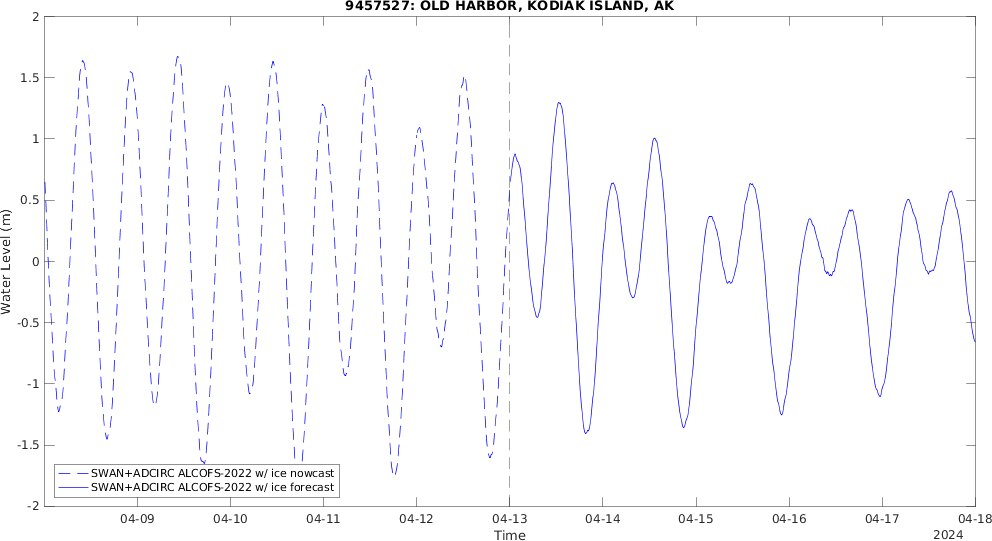 9457527: OLD HARBOR, KODIAK ISLAND, AK
Water Level (m)
2
1.5
1
0.5
0
-0.5
-1
-1.5
-2
SWAN+ADCIRC ALCOFS-2022 w/ ice nowcast
SWAN+ADCIRC ALCOFS-2022 w/ ice forecast
04-09 04-10 04-11 04-12 04-13 04-14 04-15 04-16 04-17 04-18
Time
2024